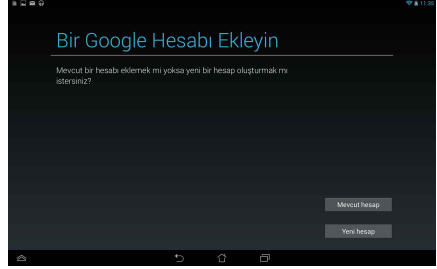 11:35
Bir Google Hesabı Ekleyin
Mevcut bir hesabı eklemek mi yoksa yeni bir hesap oluşturmak mı
istersiniz?
Mevcut hesap
Yeni hesap